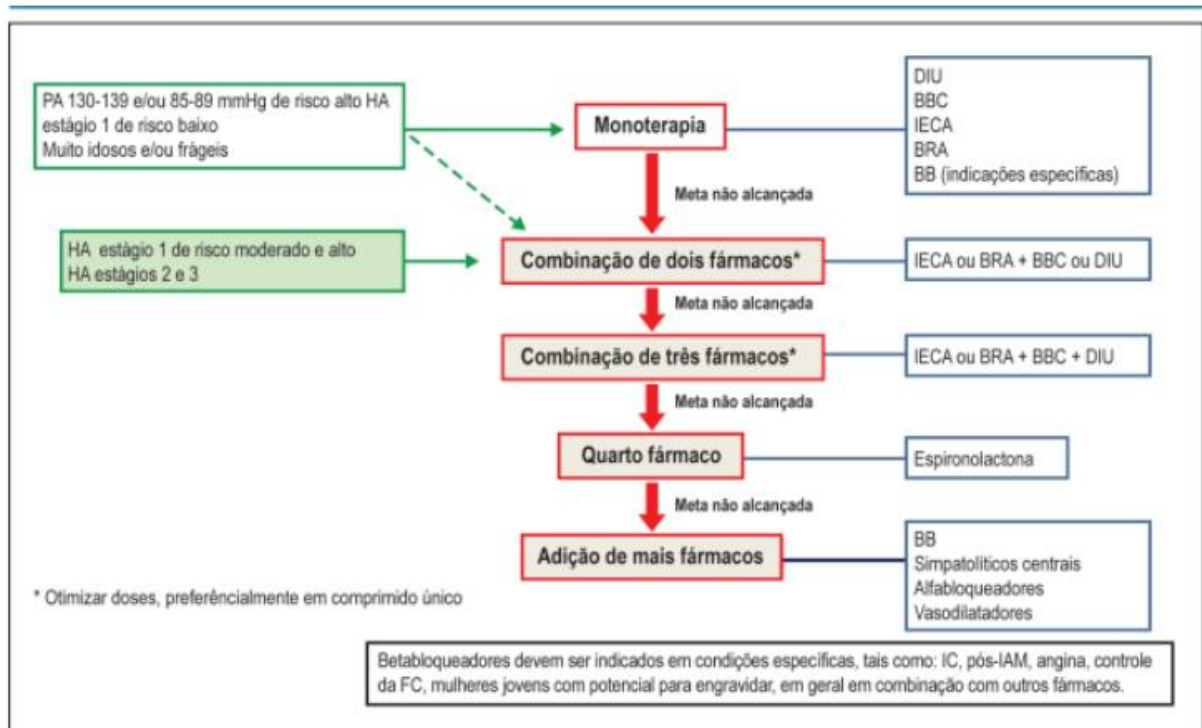 PA 130-139 e/ou 85-89 mmHg de risco alto HA
estágio 1 de risco baixo
Muito idosos e/ou frágeis
Monoterapia
DIU
BBC
IECA
BRA
BB (indicações específicas)
Meta não alcançada
HA estágio 1 de risco moderado e alto
HA estágios 2 e 3
Combinação de dois fármacos*
IECA ou BRA + BBC ou DIU
Meta não alcançada
Combinação de três fármacos*
IECA ou BRA + BBC + DIU
Meta não alcançada
Quarto fármaco
Espironolactona
Meta não alcançada
Adição de mais fármacos
BB
Simpatolíticos centrais
Alfabloqueadores
Vasodilatadores
* Otimizar doses, preferêncialmente em comprimido único
Betabloqueadores devem ser indicados em condições específicas, tais como: IC, pós-IAM, angina, controle
da FC, mulheres jovens com potencial para engravidar, em geral em combinação com outros fármacos.